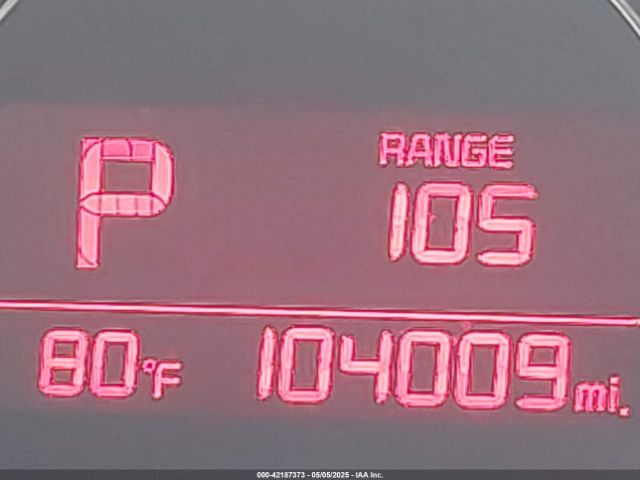 P
RANGE
105
80°F 104009 mi.
000-42187373 - 05/05/2025 - IAA Inc.